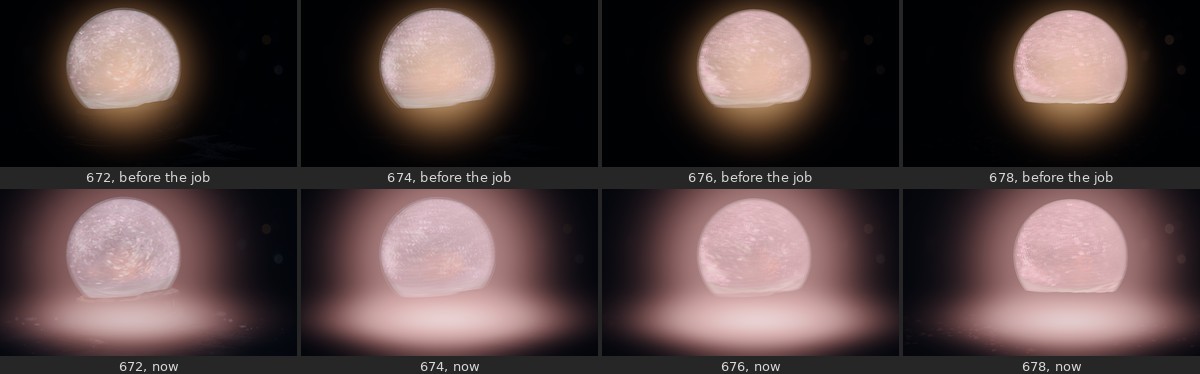 672, before the job
674, before the job
676, before the job
678, before the job
672, now
674, now
676, now
678, now